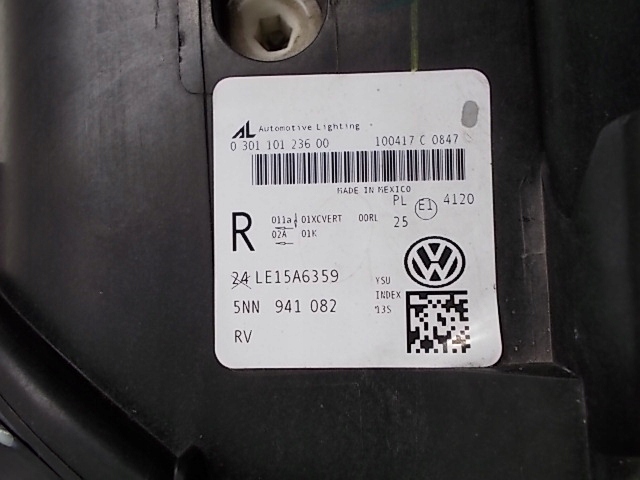 AL Automotive Lighting
0 301 101 236 00 100417 C 0847
MADE IN MEXICO
PL E1 4120
25
R 011a 01XCVERT 00RL
02A 01K
24 LE15A6359 YSU
INDEX
5NN 941 082 13S
RV